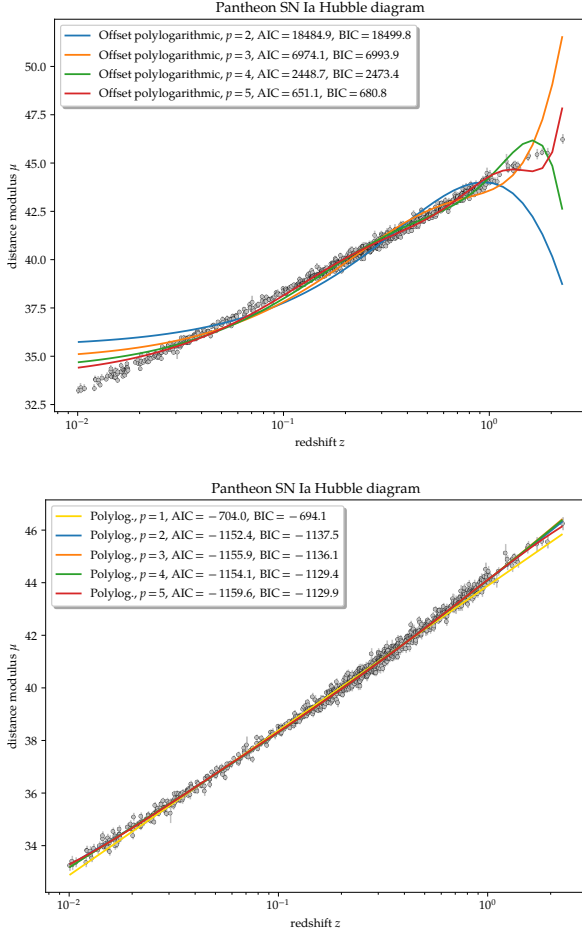 Pantheon SN Ia Hubble diagram
Offset polylogarithmic, p = 2, AIC = 18484.9, BIC = 18499.8
Offset polylogarithmic, p = 3, AIC = 6974.1, BIC = 6993.9
Offset polylogarithmic, p = 4, AIC = 2448.7, BIC = 2473.4
Offset polylogarithmic, p = 5, AIC = 651.1, BIC = 680.8
distance modulus μ
50.0
47.5
45.0
42.5
40.0
37.5
35.0
32.5
10⁻² 10⁻¹ 10⁰
redshift z
Pantheon SN Ia Hubble diagram
Polylog., p = 1, AIC = −704.0, BIC = −694.1
Polylog., p = 2, AIC = −1152.4, BIC = −1137.5
Polylog., p = 3, AIC = −1155.9, BIC = −1136.1
Polylog., p = 4, AIC = −1154.1, BIC = −1129.4
Polylog., p = 5, AIC = −1159.6, BIC = −1129.9
distance modulus μ
46
44
42
40
38
36
34
10⁻² 10⁻¹ 10⁰
redshift z